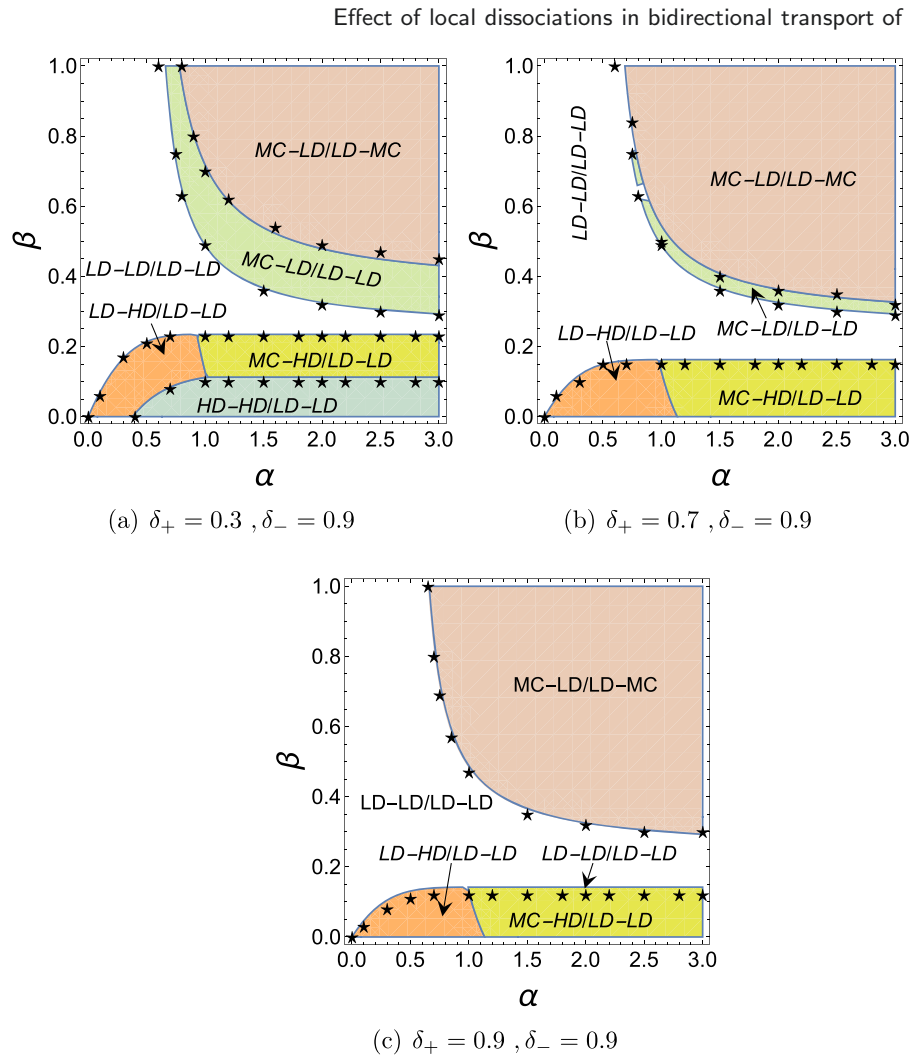 Effect of local dissociations in bidirectional transport of
1.0
0.8
0.6
0.4
0.2
0.0
β
MC–LD/LD–MC
MC–LD/LD–LD
LD–LD/LD–LD
LD–HD/LD–LD
MC–HD/LD–LD
HD–HD/LD–LD
0.0 0.5 1.0 1.5 2.0 2.5 3.0
α
(a) δ₊ = 0.3 , δ₋ = 0.9
1.0
0.8
0.6
0.4
0.2
0.0
β
LD–LD/LD–LD
MC–LD/LD–MC
LD–HD/LD–LD
MC–LD/LD–LD
MC–HD/LD–LD
0.0 0.5 1.0 1.5 2.0 2.5 3.0
α
(b) δ₊ = 0.7 , δ₋ = 0.9
1.0
0.8
0.6
0.4
0.2
0.0
β
MC–LD/LD–MC
LD–LD/LD–LD
LD–HD/LD–LD
LD–LD/LD–LD
MC–HD/LD–LD
0.0 0.5 1.0 1.5 2.0 2.5 3.0
α
(c) δ₊ = 0.9 , δ₋ = 0.9